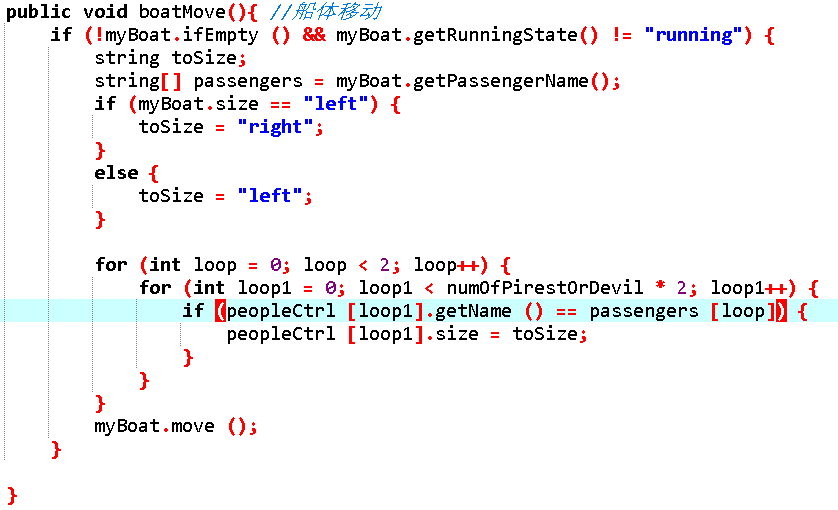 public void boatMove(){ //船体移动
if (!myBoat.ifEmpty () && myBoat.getRunningState() != "running") {
string toSize;
string[] passengers = myBoat.getPassengerName();
if (myBoat.size == "left") {
toSize = "right";
}
else {
toSize = "left";
}
for (int loop = 0; loop < 2; loop++) {
for (int loop1 = 0; loop1 < numOfPirestOrDevil * 2; loop1++) {
if (peopleCtrl [loop1].getName () == passengers [loop]) {
peopleCtrl [loop1].size = toSize;
}
}
}
myBoat.move ();
}
}